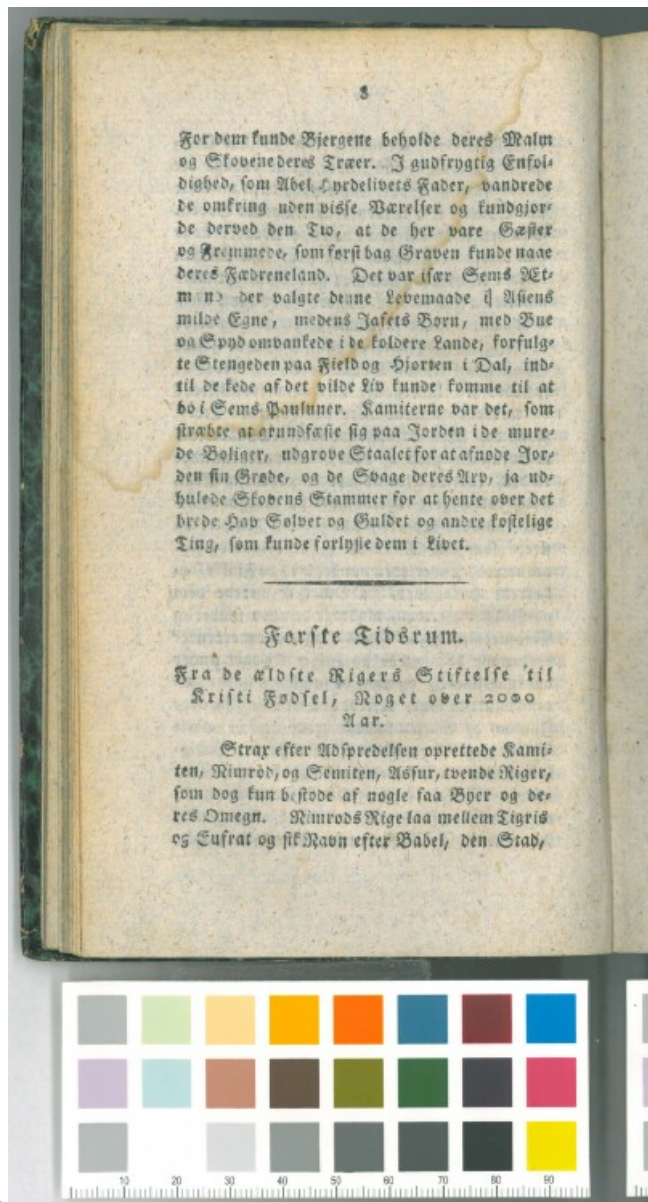 8
For dem kunde Bjergene beholde deres Malm
og Skovene deres Træer. I gudfrygtig Enfol-
dighed, som Abel Hyrdelivets Fader, vandrede
de omkring uden visse Værelser og kundgjor-
de derved den Tro, at de her vare Gæster
og Fremmede, som først bag Graven kunde naae
deres Fædreneland. Det var især Sems Æt-
mænd der valgte denne Levemaade i Asiens
milde Egne, medens Jafets Børn, med Bue
og Spyd omvankede i de koldere Lande, forfulg-
te Stengeden paa Field og Hjorten i Dal, ind-
til de kede af det vilde Liv kunde komme til at
bo i Sems Pauluner. Kamiterne var det, som
stræbte at grundfæste sig paa Jorden i de mure-
de Boliger, udgrove Staalet for at afnøde Jor-
den sin Grøde, og de Svage deres Arv, ja ud-
hulede Skovens Stammer for at hente over det
brede Hav Sølvet og Guldet og andre kostelige
Ting, som kunde forlyste dem i Livet.
Første Tidsrum.
Fra de ældste Rigers Stiftelse til
Kristi Fødsel, Noget over 2000
Aar.
Strax efter Adspredelsen oprettede Kami-
ten, Nimrod, og Semiten, Assur, tvende Riger,
som dog kun bestode af nogle faa Byer og de-
res Omegn. Nimrods Rige laa mellem Tigris
og Eufrat og fik Navn efter Babel, den Stad,
10 20 30 40 50 60 70 80 90